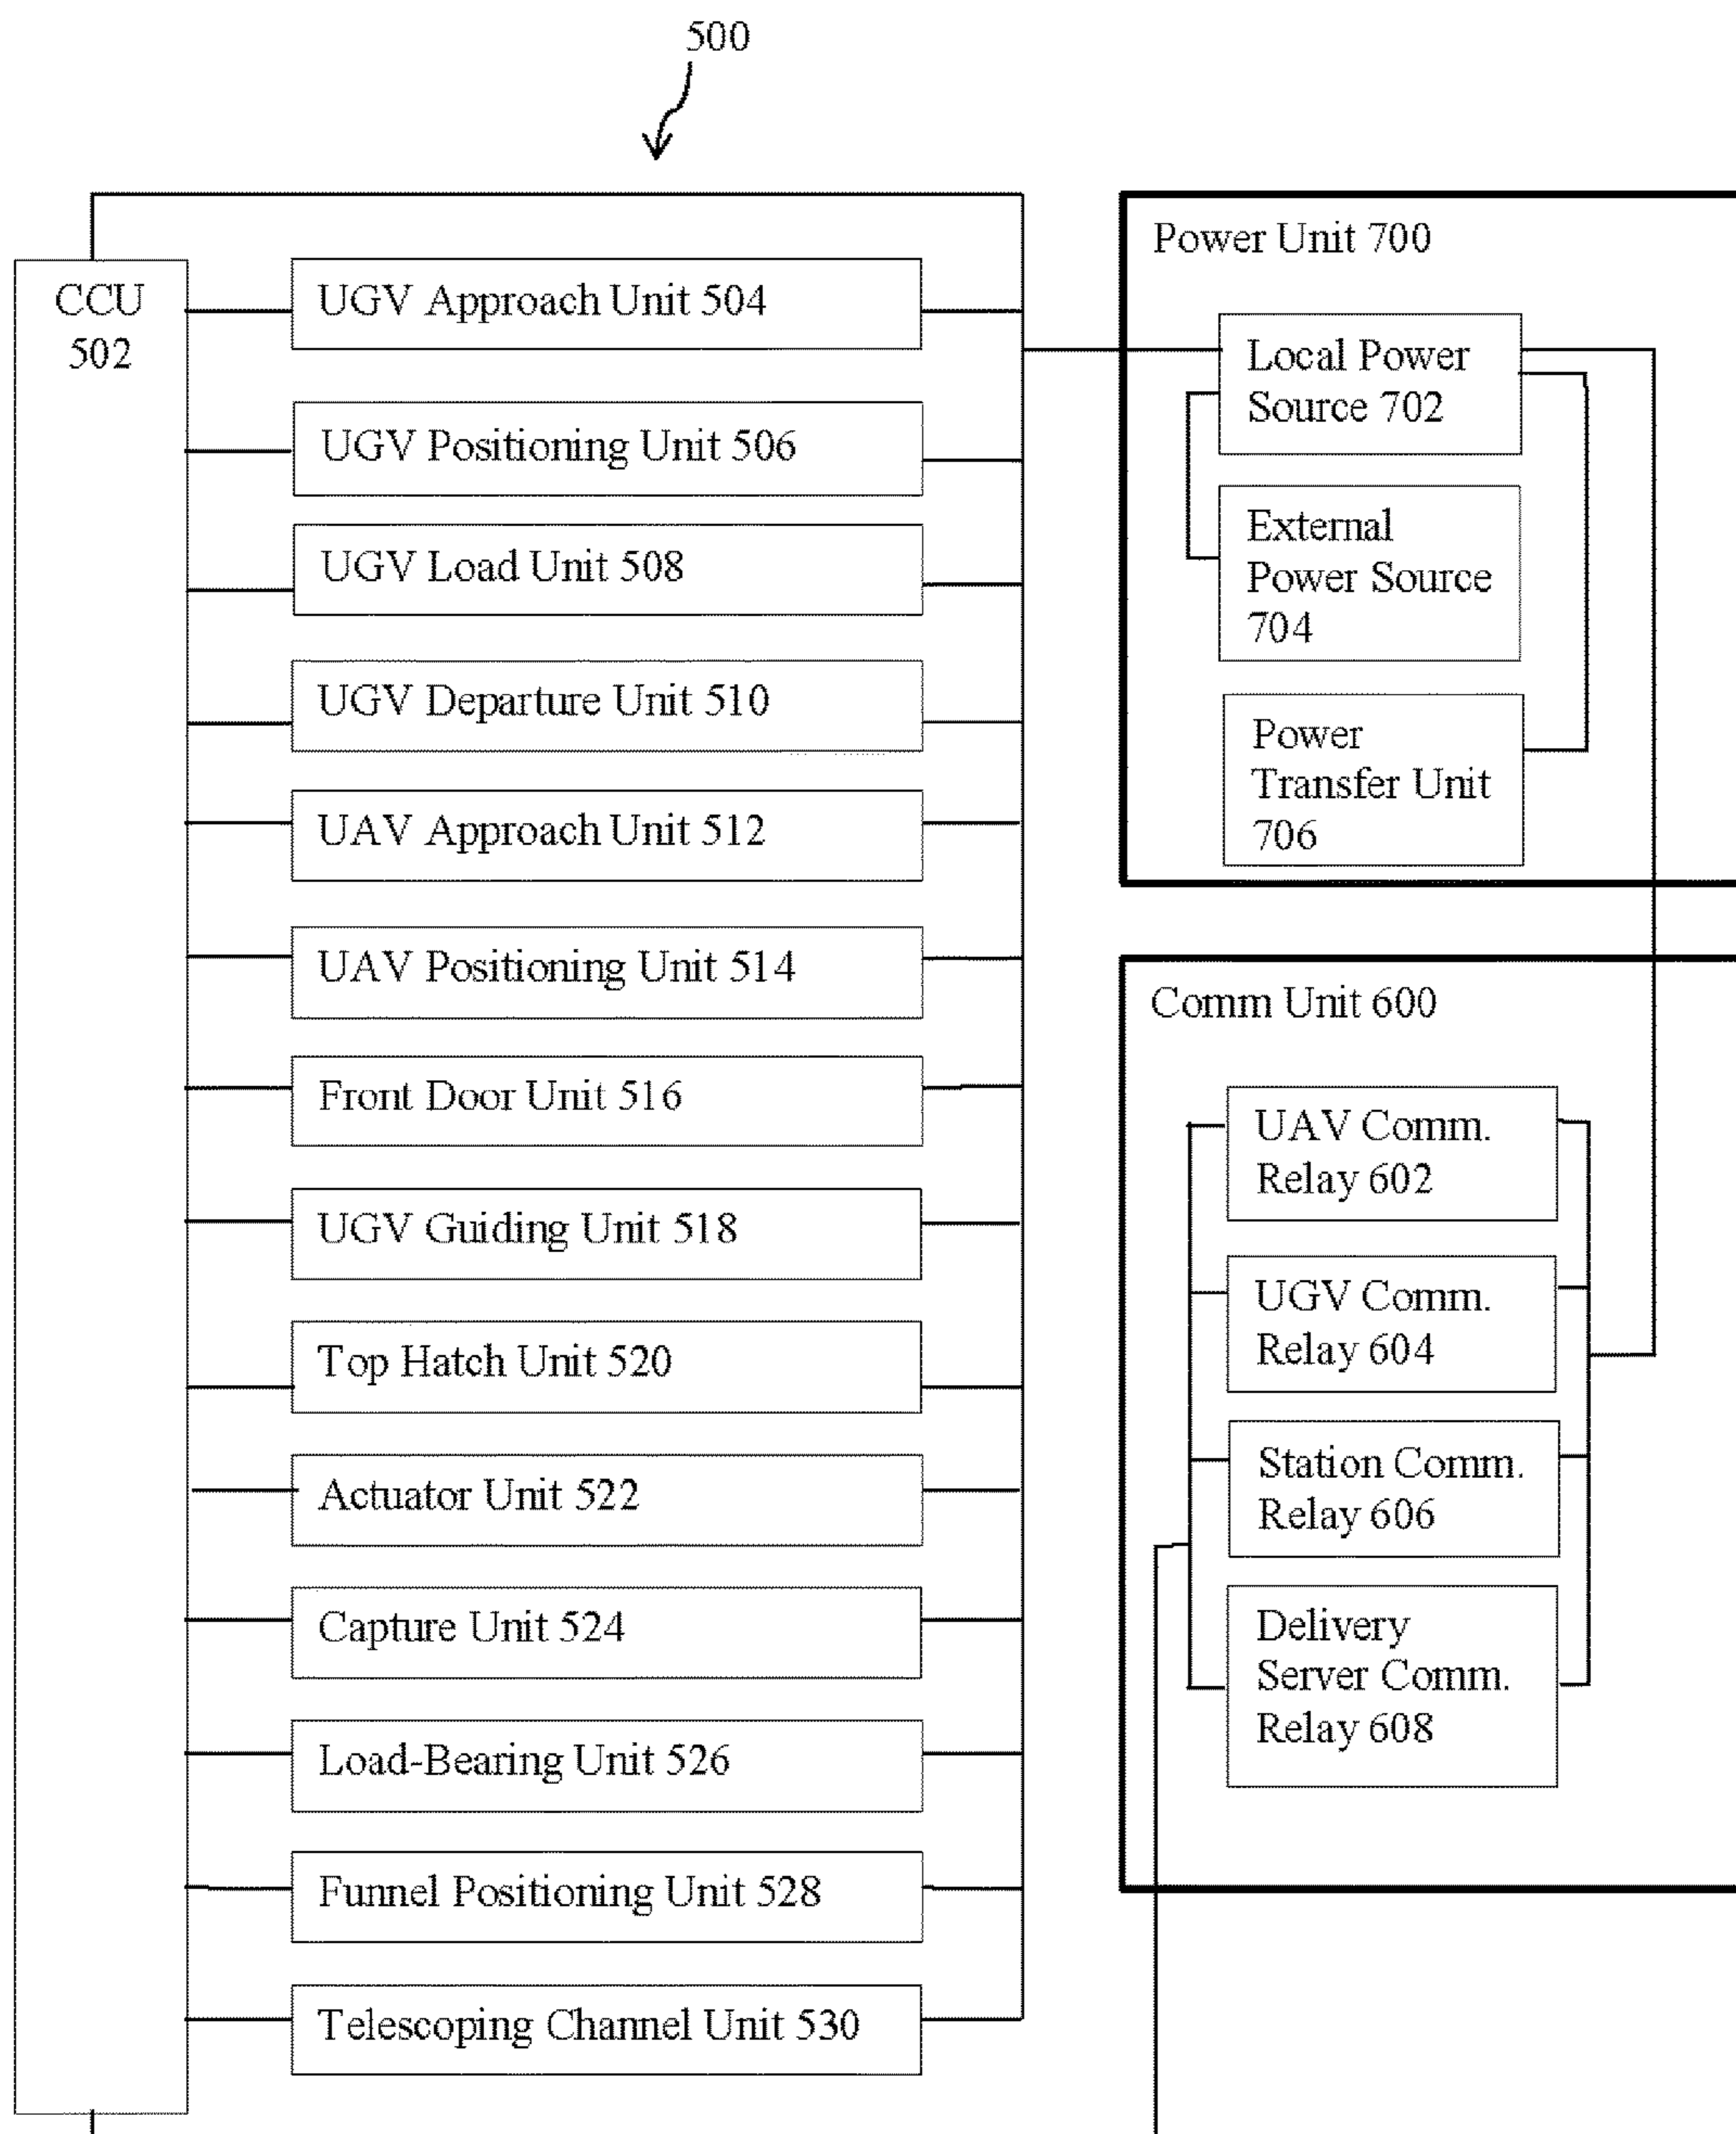 500
CCU
502
UGV Approach Unit 504
UGV Positioning Unit 506
UGV Load Unit 508
UGV Departure Unit 510
UAV Approach Unit 512
UAV Positioning Unit 514
Front Door Unit 516
UGV Guiding Unit 518
Top Hatch Unit 520
Actuator Unit 522
Capture Unit 524
Load-Bearing Unit 526
Funnel Positioning Unit 528
Telescoping Channel Unit 530
Power Unit 700
Local Power
Source 702
External
Power Source
704
Power
Transfer Unit
706
Comm Unit 600
UAV Comm.
Relay 602
UGV Comm.
Relay 604
Station Comm.
Relay 606
Delivery
Server Comm.
Relay 608